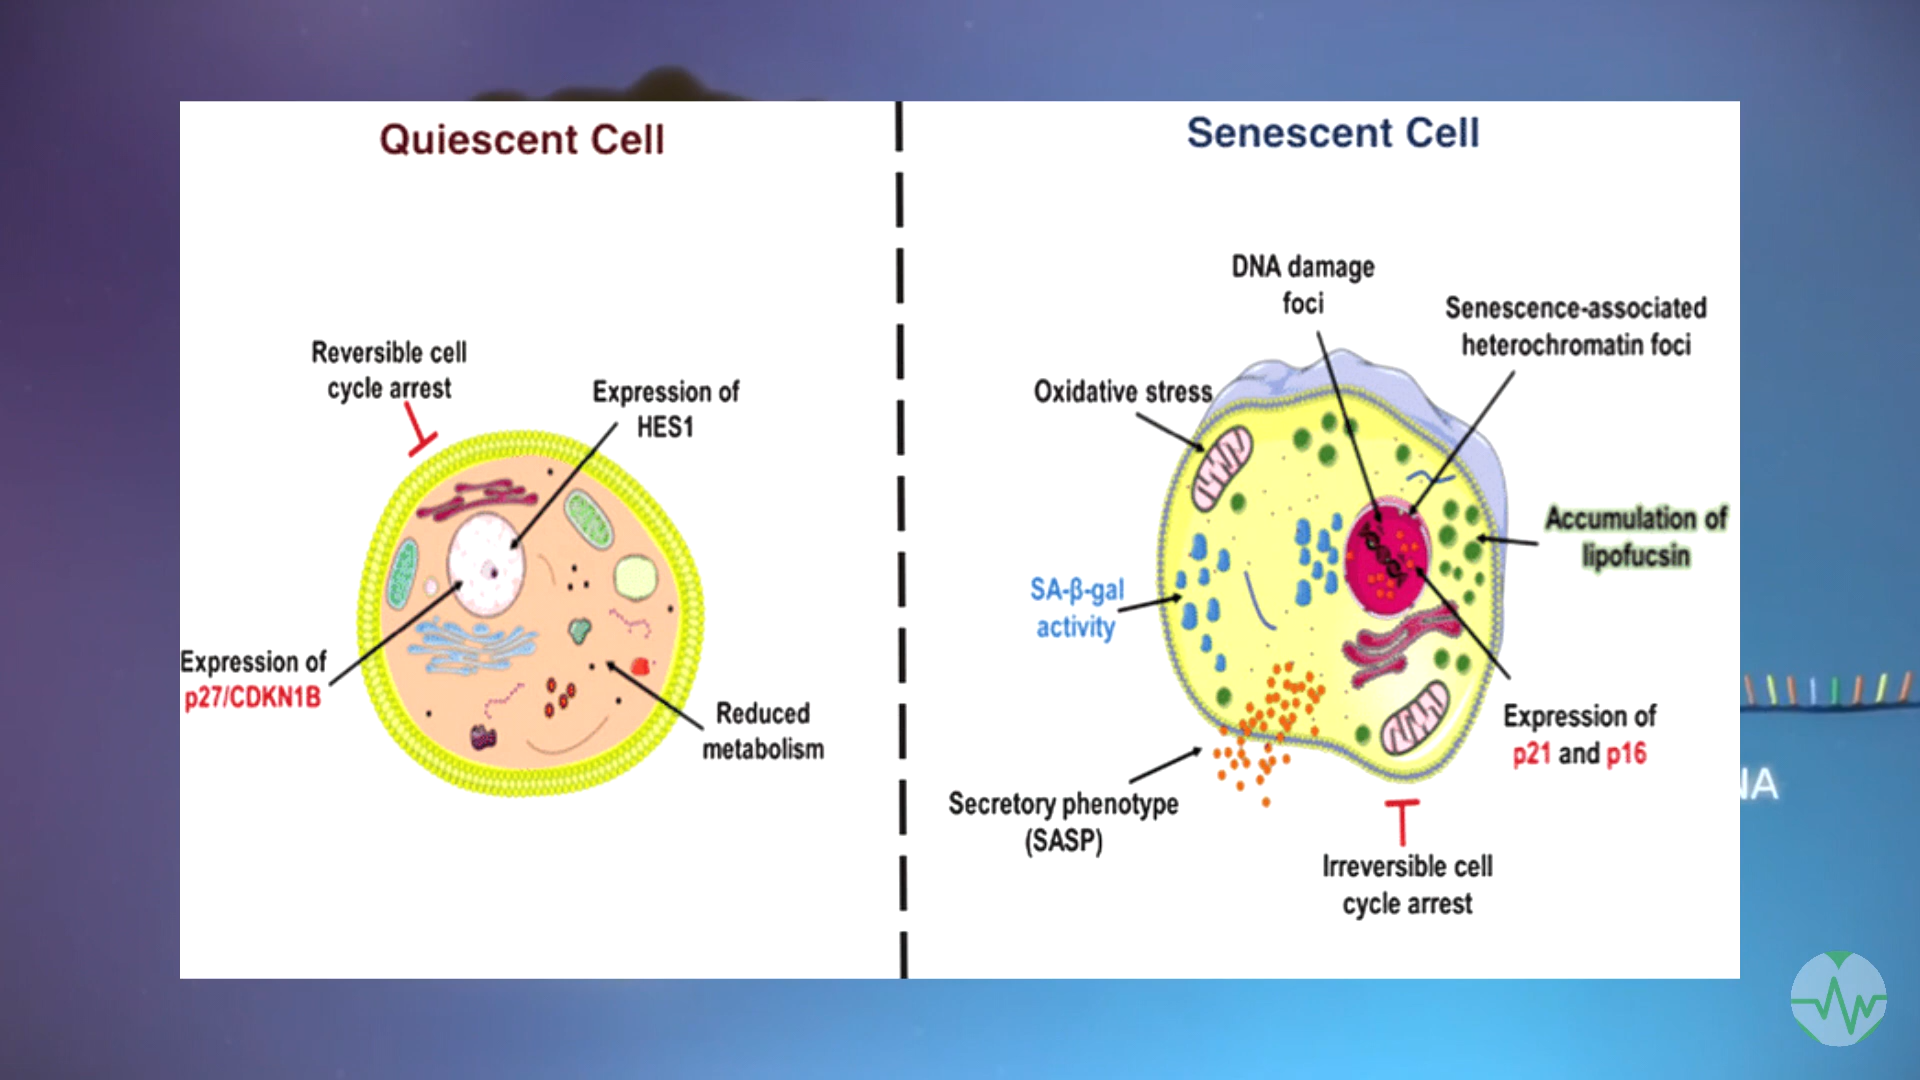 Quiescent Cell
Reversible cell
cycle arrest
Expression of
HES1
Expression of
p27/CDKN1B
Reduced
metabolism
Senescent Cell
DNA damage
foci
Senescence-associated
heterochromatin foci
Oxidative stress
Accumulation of
lipofucsin
SA-β-gal
activity
Expression of
p21 and p16
Secretory phenotype
(SASP)
Irreversible cell
cycle arrest